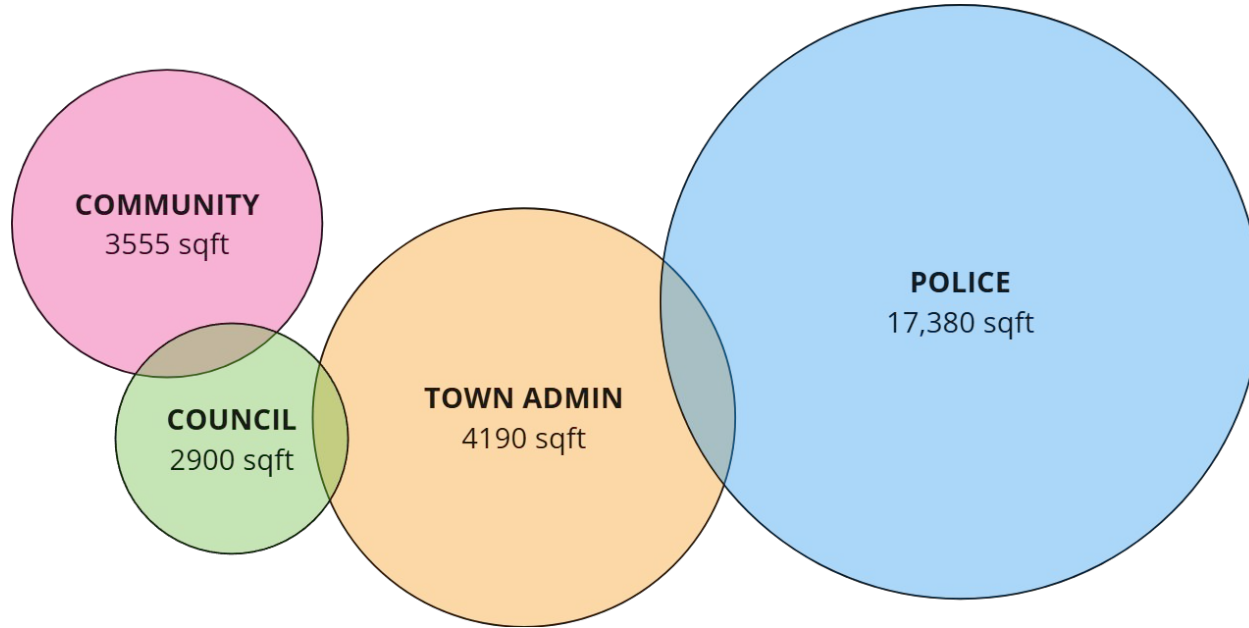 COMMUNITY
3555 sqft
COUNCIL
2900 sqft
TOWN ADMIN
4190 sqft
POLICE
17,380 sqft